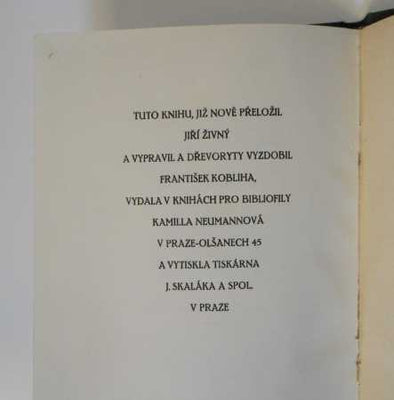 TUTO KNIHU, JIŽ NOVĚ PŘELOŽIL
JIŘÍ ŽIVNÝ
A VYPRAVIL A DŘEVORYTY VYZDOBIL
FRANTIŠEK KOBLIHA,
VYDALA V KNIHÁCH PRO BIBLIOFILY
KAMILLA NEUMANNOVÁ
V PRAZE-OLŠANECH 45
A VYTISKLA TISKÁRNA
J. SKALÁKA A SPOL.
V PRAZE